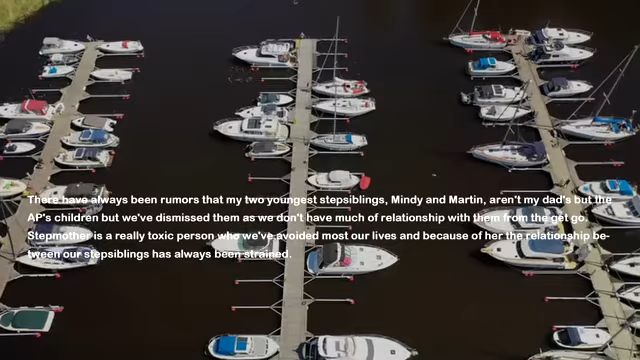 There have always been rumors that my two youngest stepsiblings, Mindy and Martin, aren't my dad's but the
AP's children but we've dismissed them as we don't have much of relationship with them from the get go.
Stepmother is a really toxic person who we've avoided most our lives and because of her the relationship be-
tween our stepsiblings has always been strained.